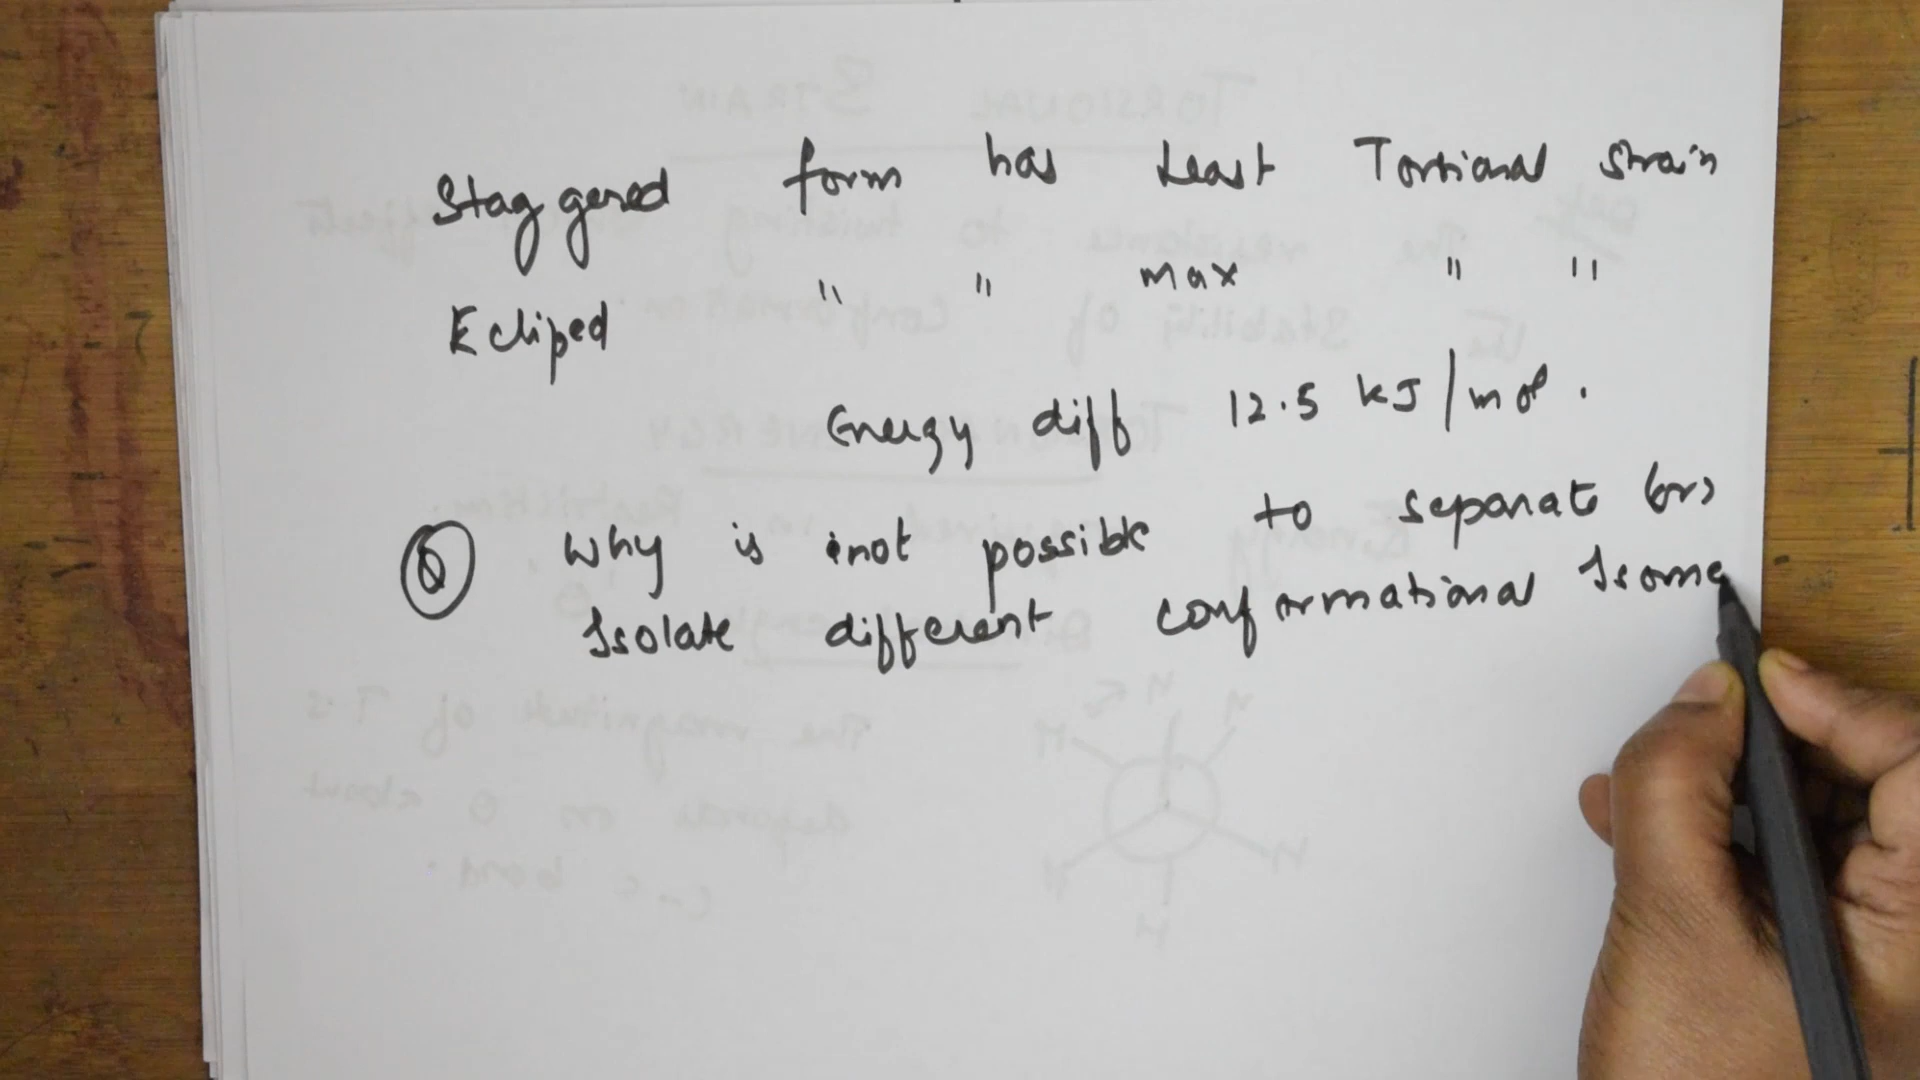 Staggered form has least Tortional strain
Ecliped " " max " "
Energy diff 12.5 kJ/mol.
Q Why is not possible to separate (or)
Isolate different conformational Isome